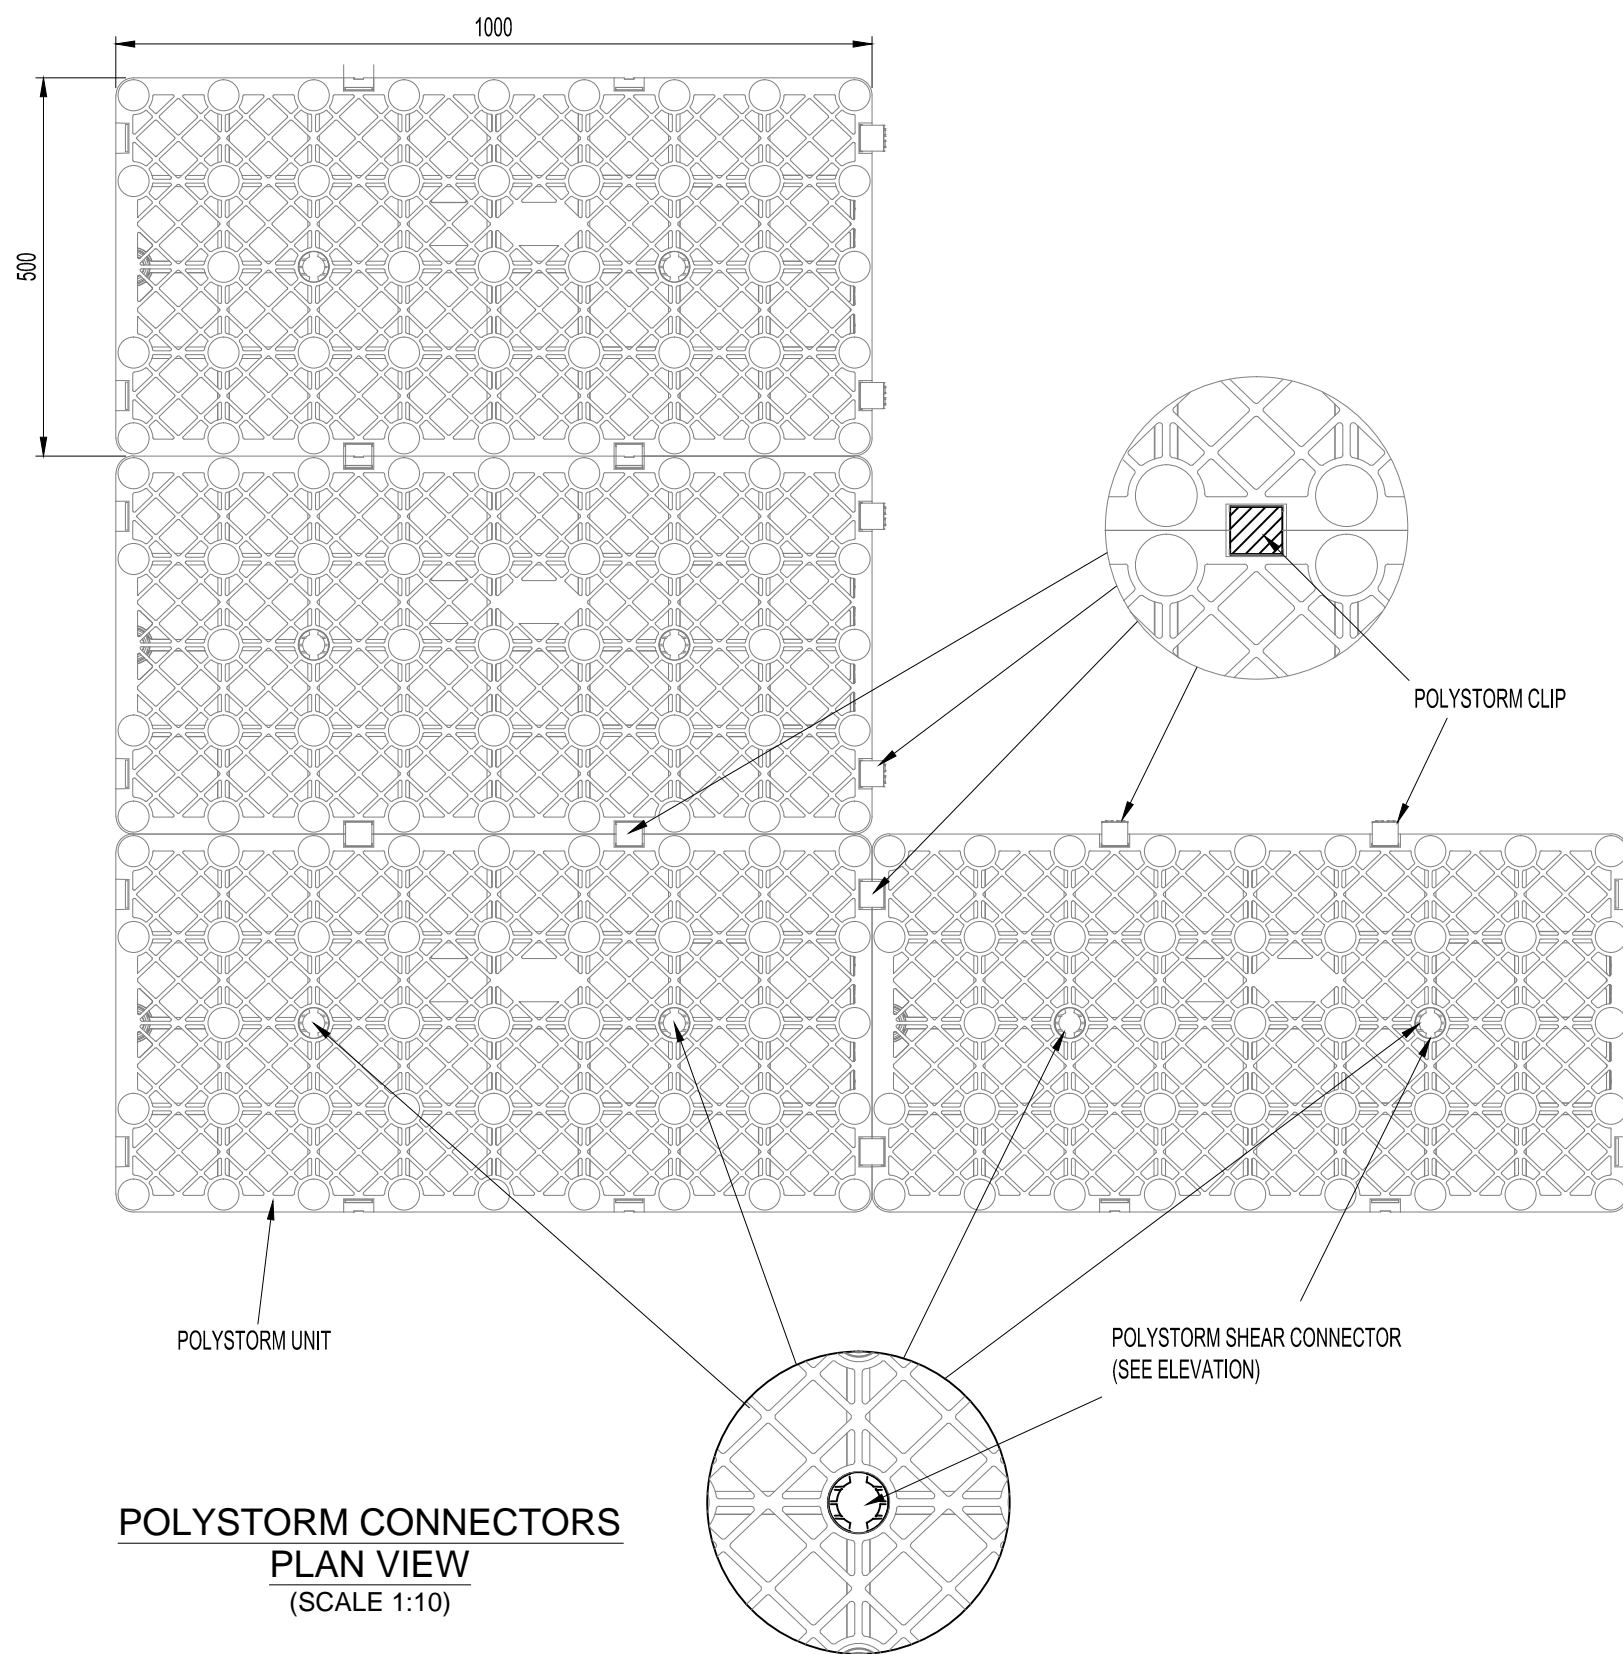 1000
500
POLYSTORM CLIP
POLYSTORM UNIT
POLYSTORM SHEAR CONNECTOR
(SEE ELEVATION)
POLYSTORM CONNECTORS
PLAN VIEW
(SCALE 1:10)